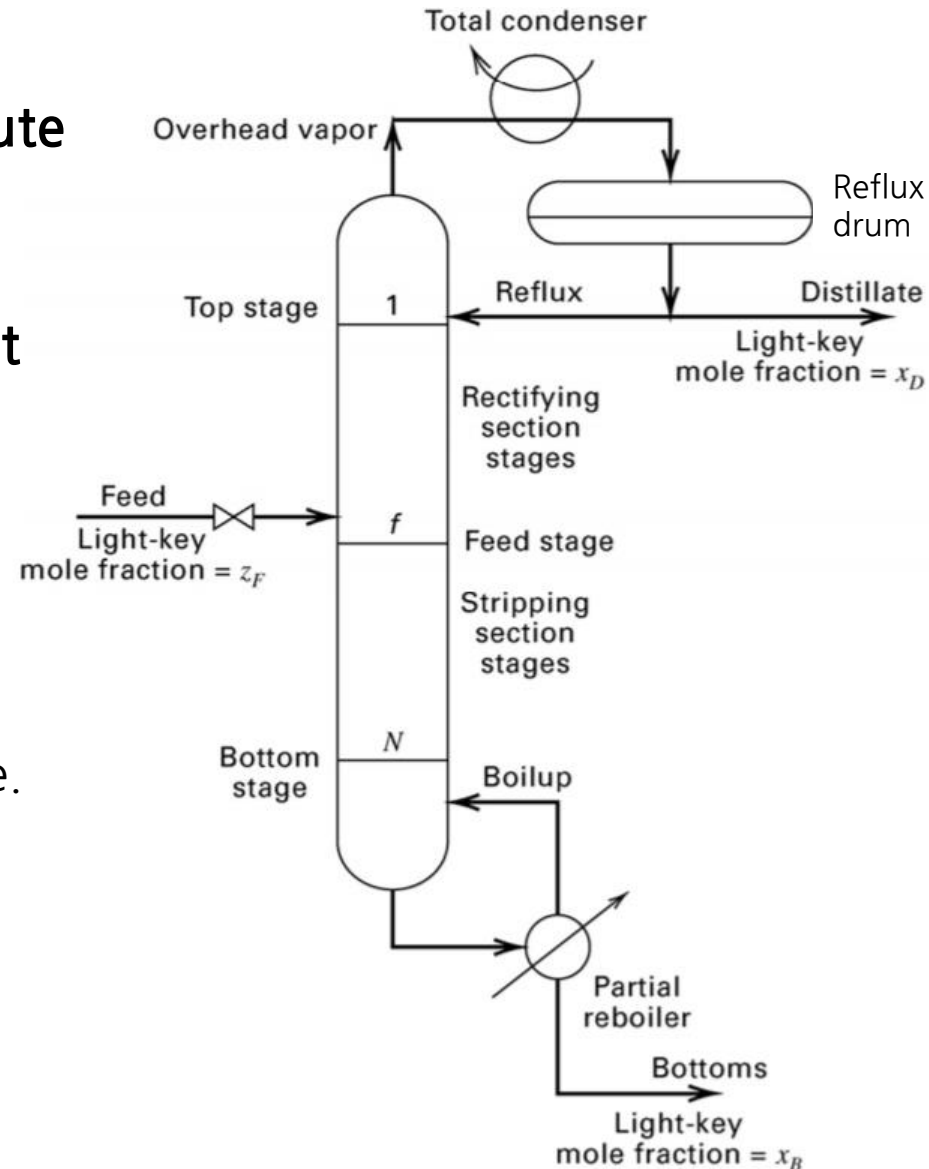 Total condenser
ute
Overhead vapor
Reflux
drum
Top stage
1
Reflux
Distillate
t
Light-key
mole fraction = x_D
Rectifying
section
stages
Feed
f
Light-key
mole fraction = z_F
Feed stage
Stripping
section
stages
N
Bottom
stage
e.
Boilup
Partial
reboiler
Bottoms
Light-key
mole fraction = x_B